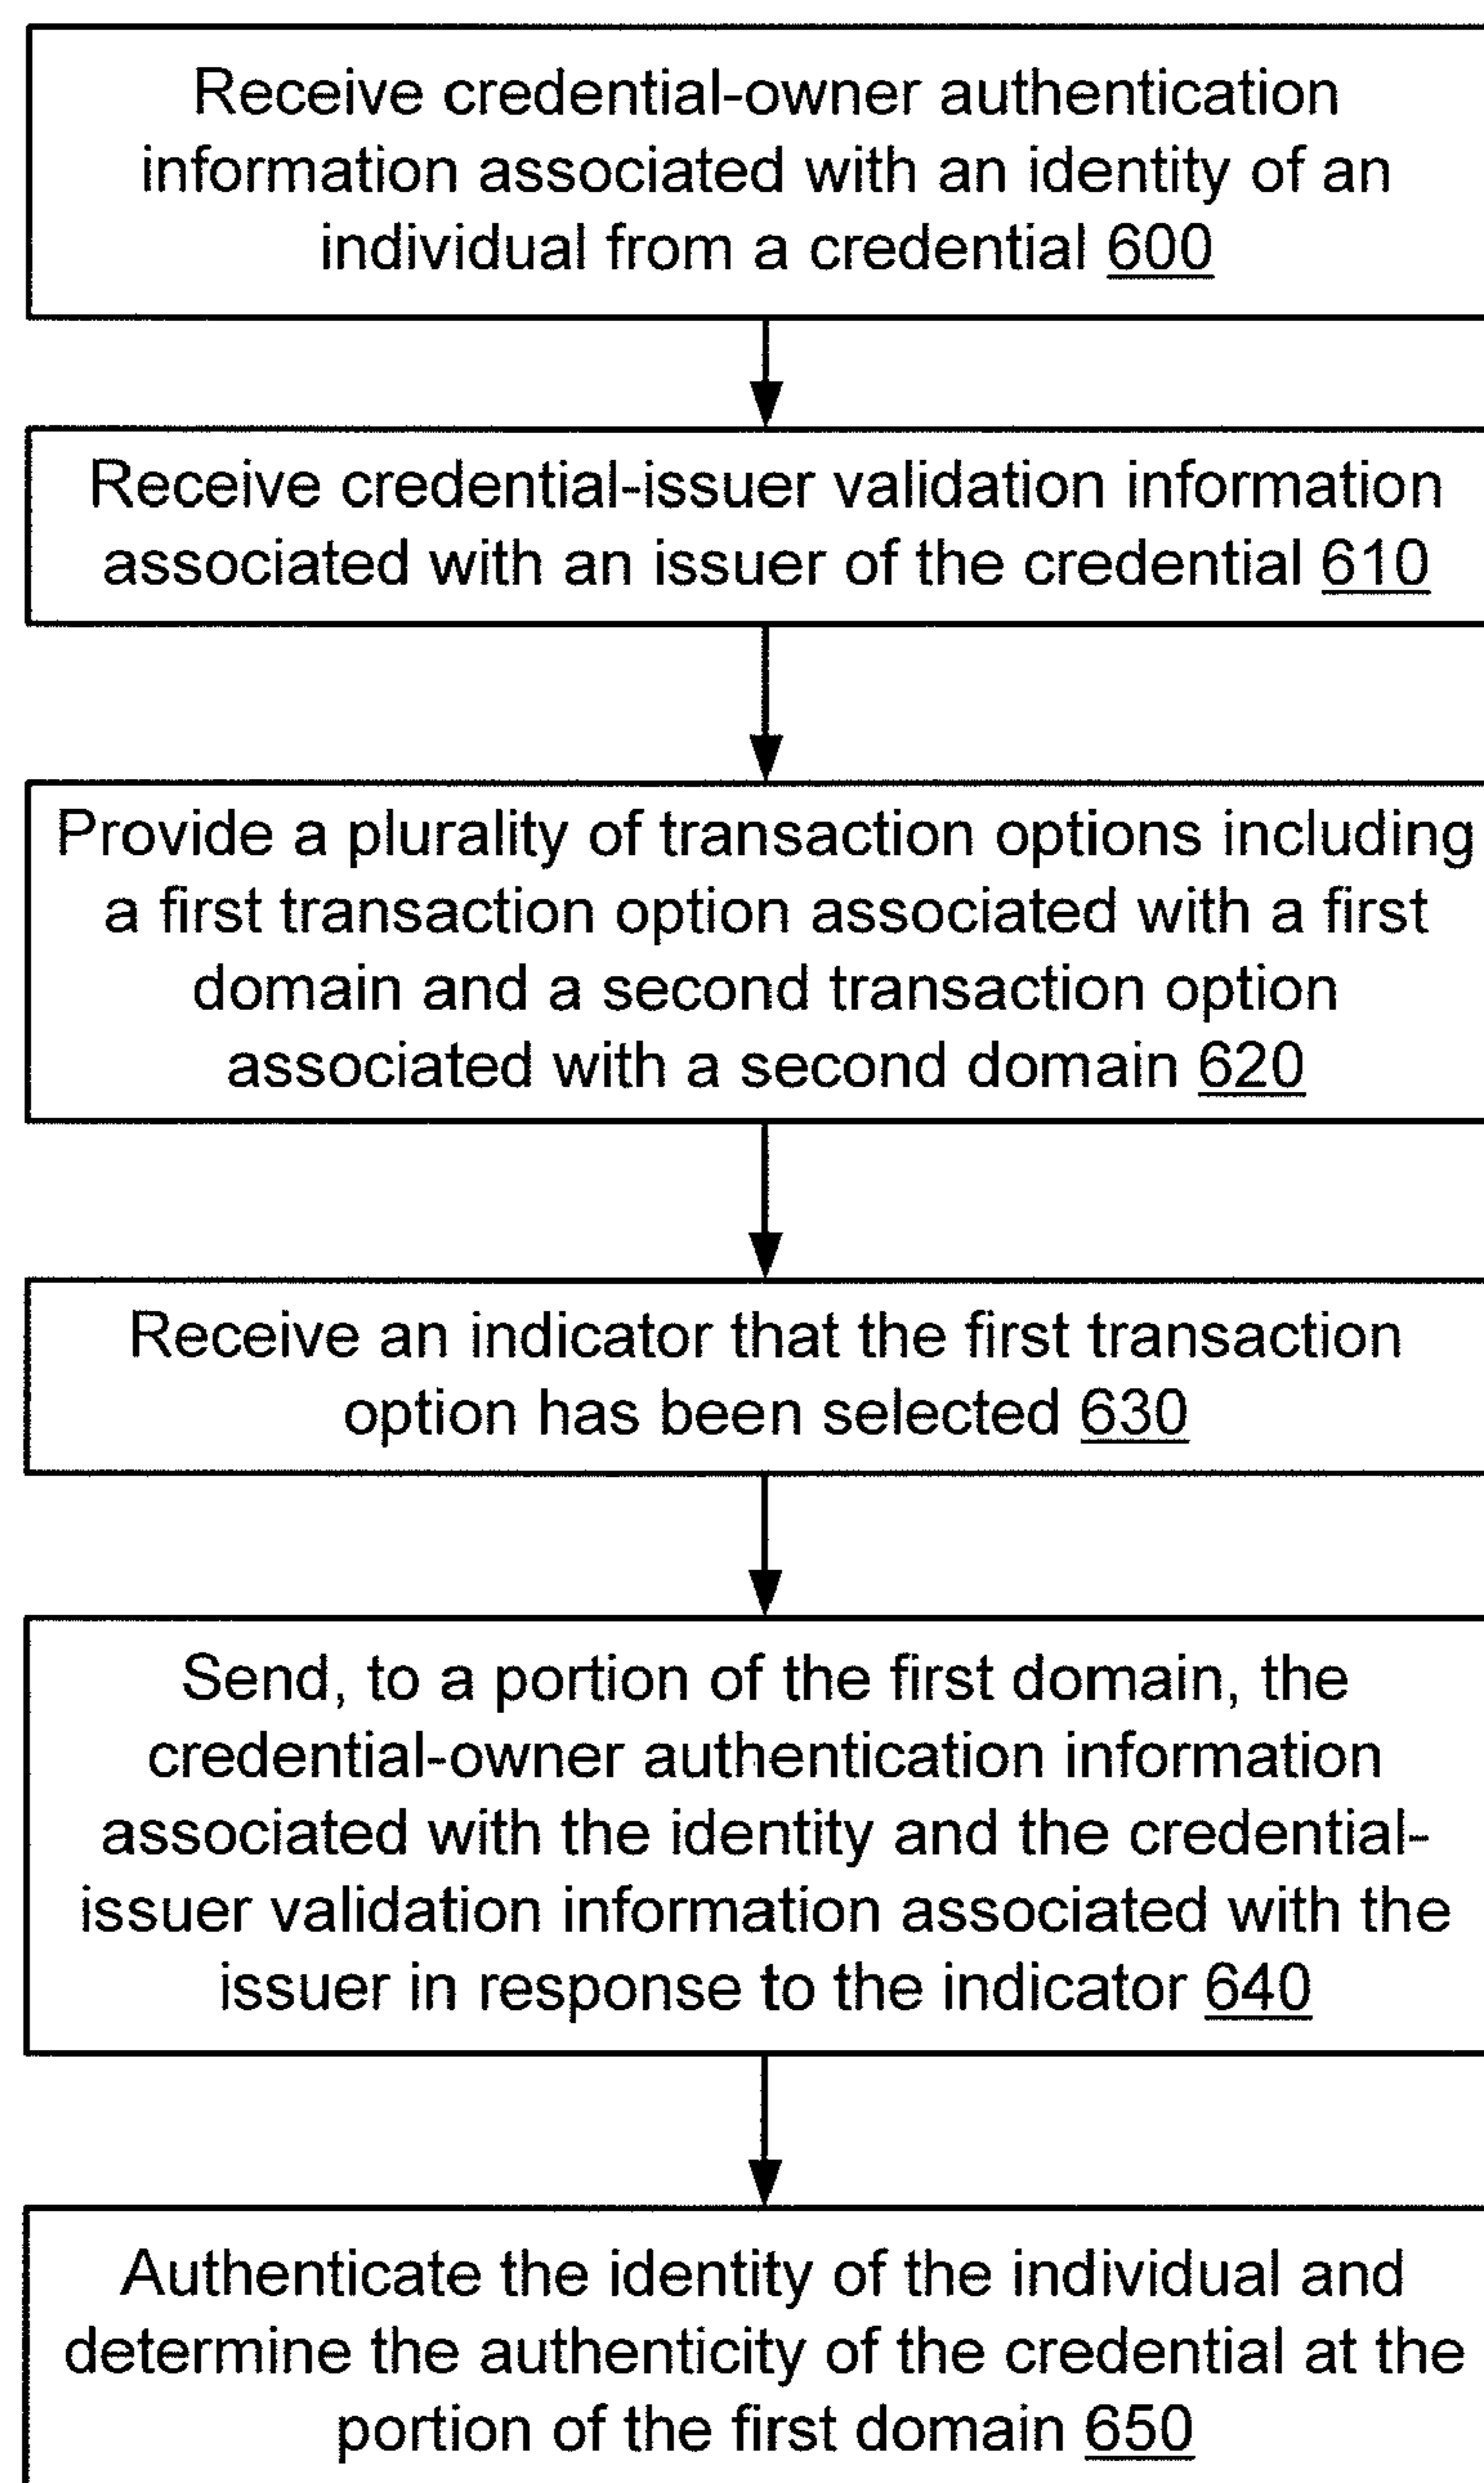 Receive credential-owner authentication
information associated with an identity of an
individual from a credential 600
Receive credential-issuer validation information
associated with an issuer of the credential 610
Provide a plurality of transaction options including
a first transaction option associated with a first
domain and a second transaction option
associated with a second domain 620
Receive an indicator that the first transaction
option has been selected 630
Send, to a portion of the first domain, the
credential-owner authentication information
associated with the identity and the credential-
issuer validation information associated with the
issuer in response to the indicator 640
Authenticate the identity of the individual and
determine the authenticity of the credential at the
portion of the first domain 650